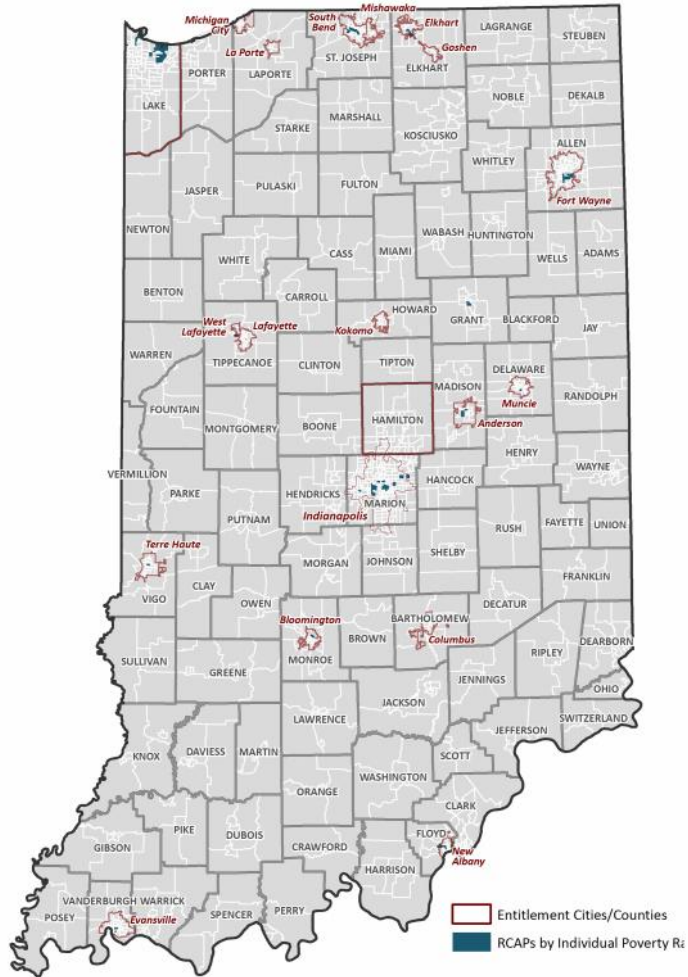 Michigan
City
La Porte
South
Bend
Mishawaka
Elkhart
Goshen
LAGRANGE
STEUBEN
PORTER
LAPORTE
ST. JOSEPH
ELKHART
LAKE
NOBLE
DEKALB
STARKE
MARSHALL
KOSCIUSKO
ALLEN
WHITLEY
Fort Wayne
JASPER
PULASKI
FULTON
NEWTON
WABASH
HUNTINGTON
WHITE
CASS
MIAMI
WELLS
ADAMS
BENTON
CARROLL
HOWARD
GRANT
BLACKFORD
JAY
West
Lafayette
Lafayette
Kokomo
WARREN
TIPPECANOE
CLINTON
TIPTON
MADISON
DELAWARE
Muncie
RANDOLPH
FOUNTAIN
MONTGOMERY
BOONE
HAMILTON
Anderson
HENRY
WAYNE
VERMILLION
PARKE
HENDRICKS
MARION
HANCOCK
Indianapolis
PUTNAM
RUSH
FAYETTE
UNION
Terre Haute
MORGAN
JOHNSON
SHELBY
FRANKLIN
VIGO
CLAY
OWEN
DECATUR
Bloomington
MONROE
BROWN
BARTHOLOMEW
Columbus
DEARBORN
RIPLEY
SULLIVAN
GREENE
JENNINGS
OHIO
LAWRENCE
JACKSON
SWITZERLAND
JEFFERSON
KNOX
DAVIESS
MARTIN
SCOTT
ORANGE
WASHINGTON
CLARK
PIKE
DUBOIS
GIBSON
CRAWFORD
FLOYD
New
Albany
HARRISON
VANDERBURGH
WARRICK
POSEY
Evansville
SPENCER
PERRY
Entitlement Cities/Counties
RCAPs by Individual Poverty Ra